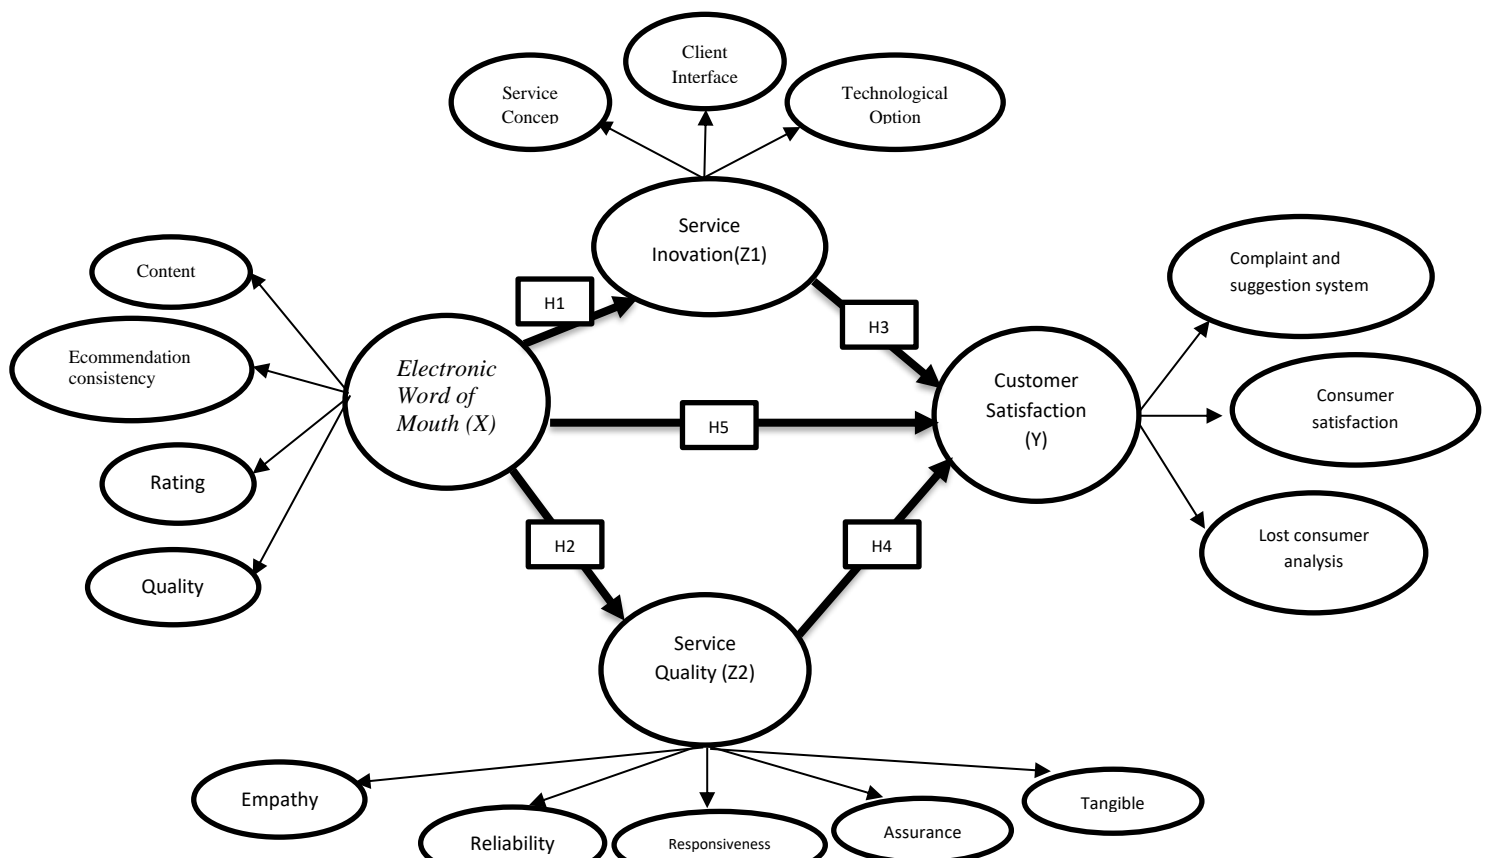 Client
Interface
Service
Concep
Technological
Option
Service
Inovation(Z1)
Content
Ecommendation
consistency
Rating
Quality
Electronic
Word of
Mouth (X)
H1
H3
H5
H2
H4
Customer
Satisfaction
(Y)
Complaint and
suggestion system
Consumer
satisfaction
Lost consumer
analysis
Service
Quality (Z2)
Empathy
Reliability
Responsiveness
Assurance
Tangible